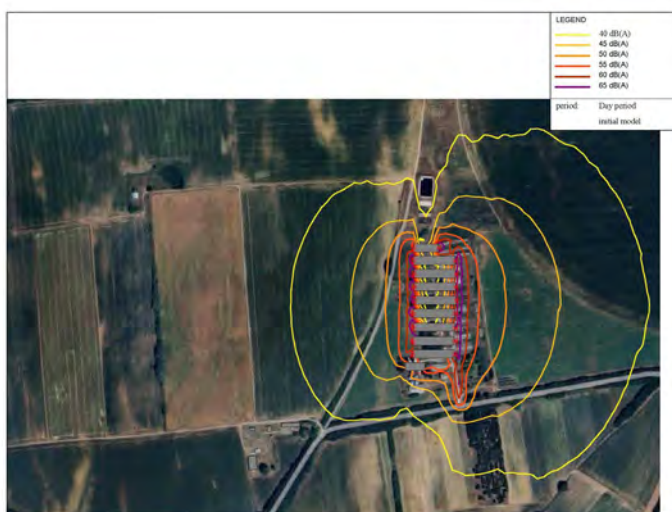 LEGEND
40 dB(A)
45 dB(A)
50 dB(A)
55 dB(A)
60 dB(A)
65 dB(A)
period: Day period
initial model